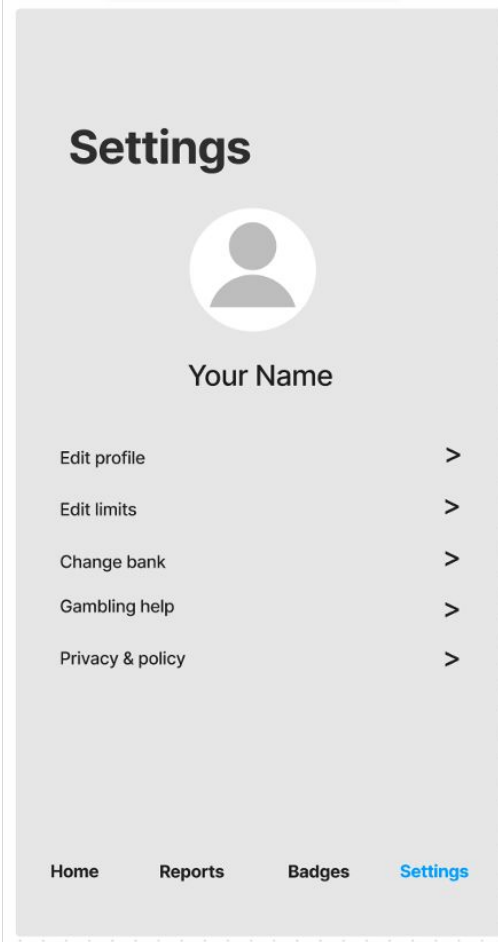 Settings
Your Name
Edit profile >
Edit limits >
Change bank >
Gambling help >
Privacy & policy >
Home Reports Badges Settings